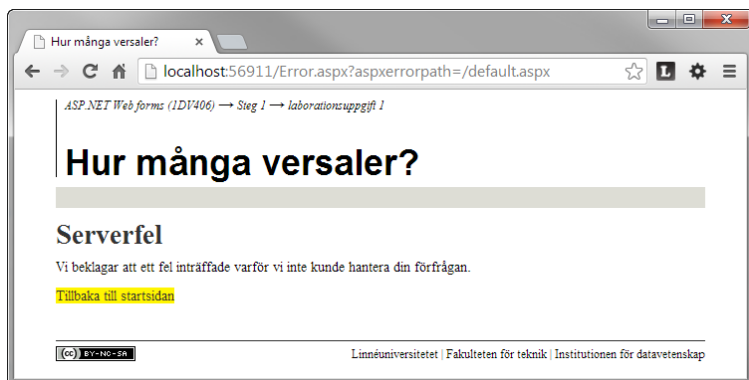 Hur många versaler?
localhost:56911/Error.aspx?aspxerrorpath=/default.aspx
L
ASP.NET Web forms (1DV406) → Steg 1 → laborationsuppgift 1
Hur många versaler?
Serverfel
Vi beklagar att ett fel inträffade varför vi inte kunde hantera din förfrågan.
Tillbaka till startsidan
(cc) BY-NC-SA
Linnéuniversitetet | Fakulteten för teknik | Institutionen för datavetenskap